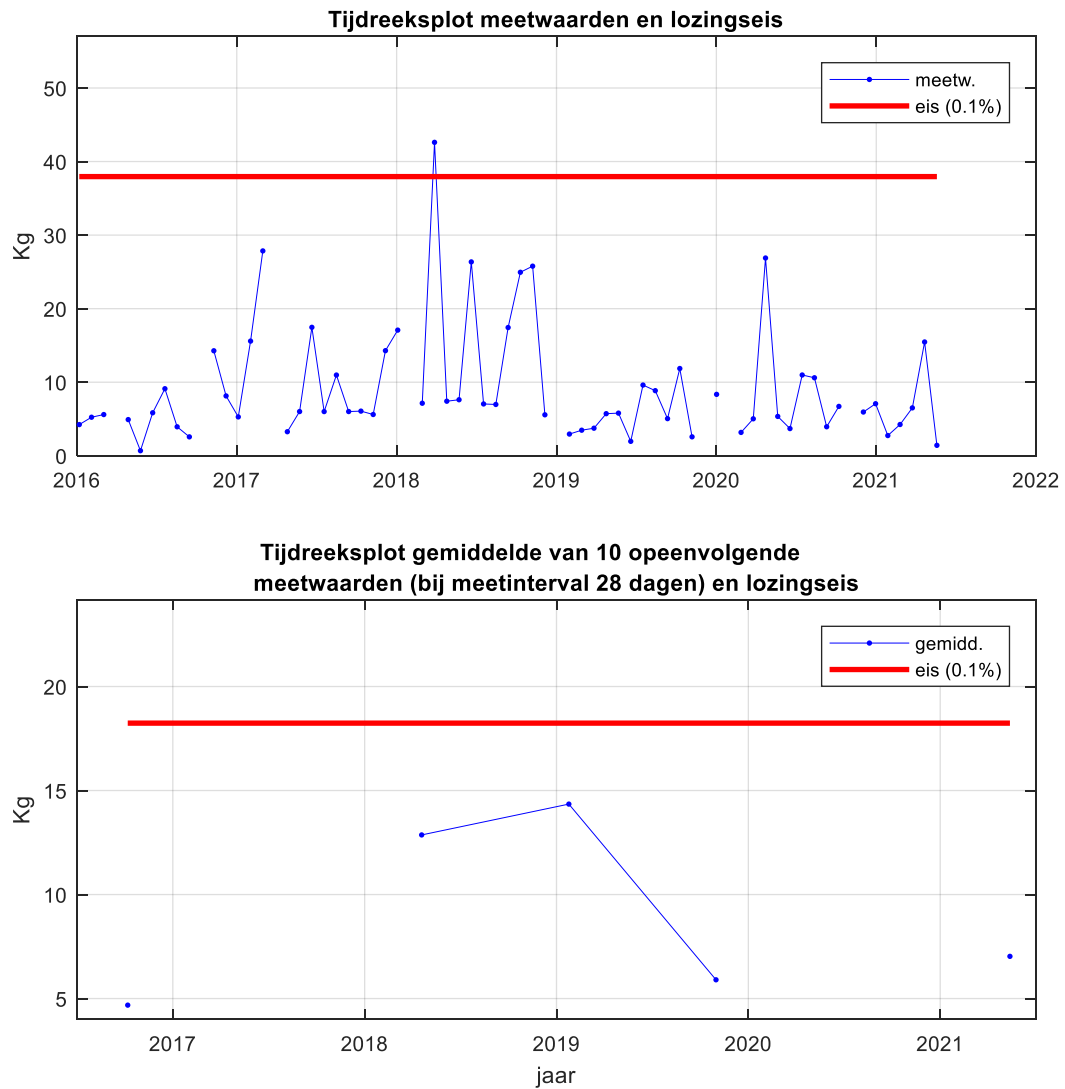 Tijdreeksplot meetwaarden en lozingseis
meetw.
eis (0.1%)
50
40
30
20
10
0
Kg
2016 2017 2018 2019 2020 2021 2022
Tijdreeksplot gemiddelde van 10 opeenvolgende
meetwaarden (bij meetinterval 28 dagen) en lozingseis
gemidd.
eis (0.1%)
20
15
10
5
Kg
2017 2018 2019 2020 2021
jaar